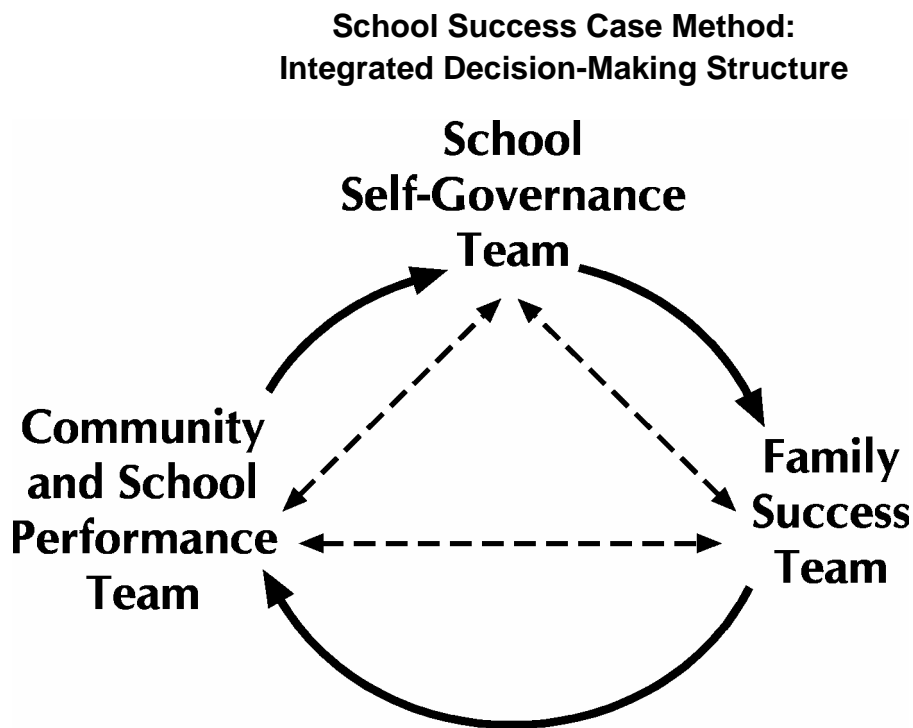 School Success Case Method:
Integrated Decision-Making Structure
School
Self-Governance
Team
Community
and School
Performance
Team
Family
Success
Team